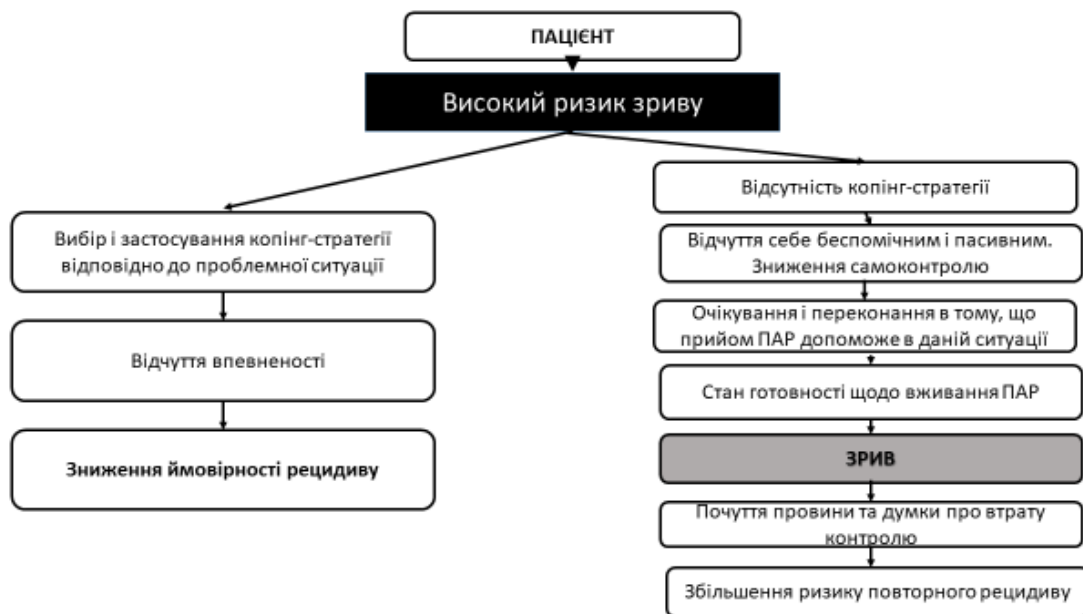 ПАЦІЄНТ
Високий ризик зриву
Вибір і застосування копінг-стратегії
відповідно до проблемної ситуації
Відчуття впевненості
Зниження ймовірності рецидиву
Відсутність копінг-стратегії
Відчуття себе беспомічним і пасивним.
Зниження самоконтролю
Очікування і переконання в тому, що
прийом ПАР допоможе в даній ситуації
Стан готовності щодо вживання ПАР
ЗРИВ
Почуття провини та думки про втрату
контролю
Збільшення ризику повторного рецидиву